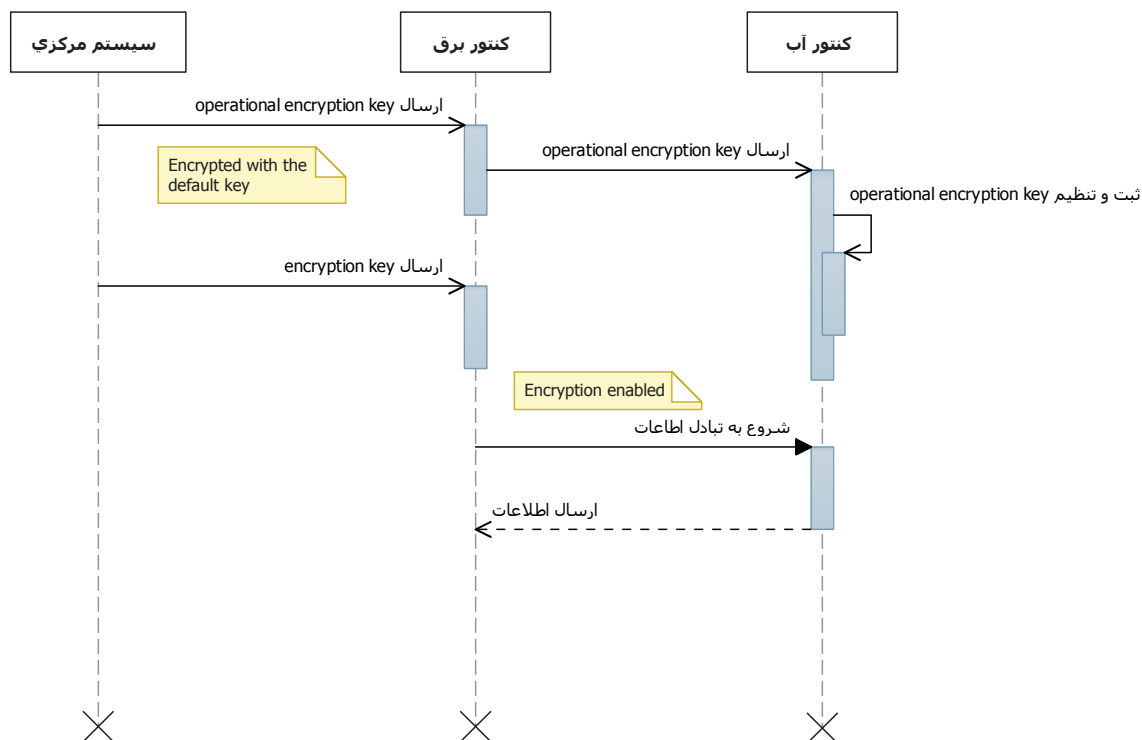 سیستم مرکزي
کنتور برق
کنتور آب
ارسال operational encryption key
Encrypted with the
default key
ارسال operational encryption key
ثبت و تنظیم operational encryption key
ارسال encryption key
Encryption enabled
شروع به تبادل اطاعات
ارسال اطلاعات